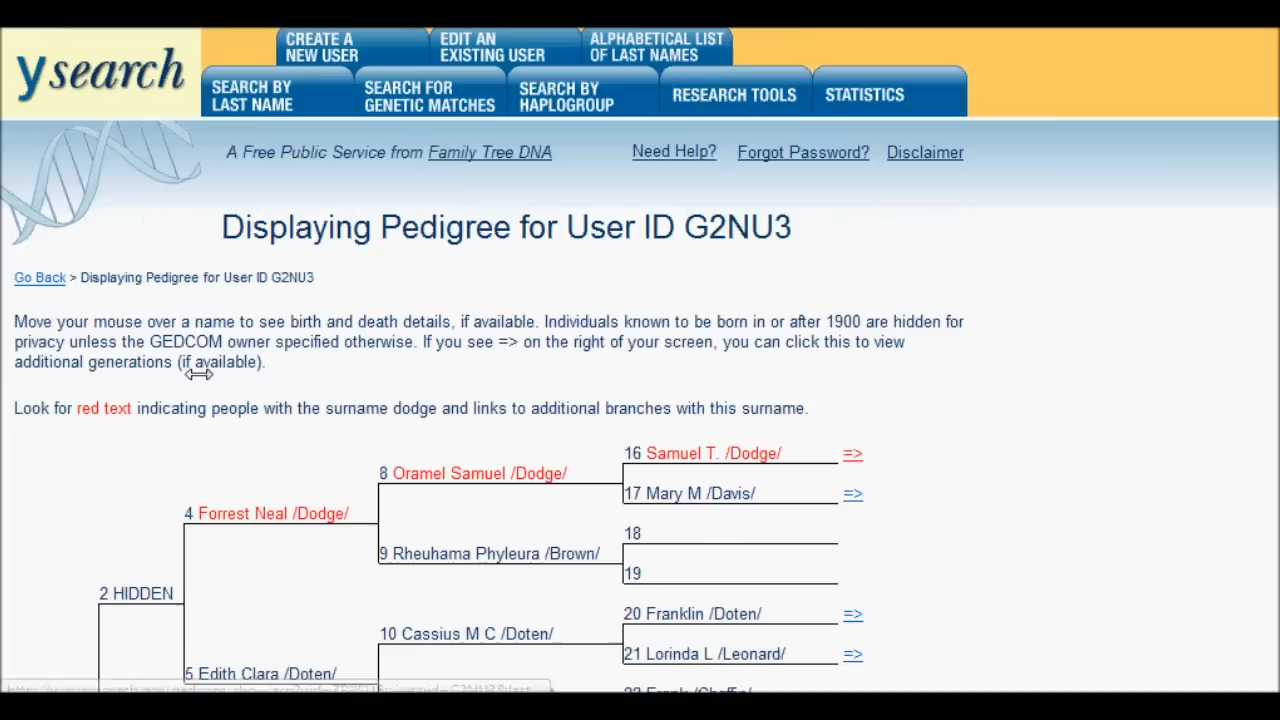 CREATE A
NEW USER
EDIT AN
EXISTING USER
ALPHABETICAL LIST
OF LAST NAMES
ysearch
SEARCH BY
LAST NAME
SEARCH FOR
GENETIC MATCHES
SEARCH BY
HAPLOGROUP
RESEARCH TOOLS
STATISTICS
A Free Public Service from Family Tree DNA
Need Help?
Forgot Password?
Disclaimer
Displaying Pedigree for User ID G2NU3
Go Back > Displaying Pedigree for User ID G2NU3
Move your mouse over a name to see birth and death details, if available. Individuals known to be born in or after 1900 are hidden for
privacy unless the GEDCOM owner specified otherwise. If you see => on the right of your screen, you can click this to view
additional generations (if available).
Look for red text indicating people with the surname dodge and links to additional branches with this surname.
16 Samuel T. /Dodge/ =>
8 Oramel Samuel /Dodge/
17 Mary M /Davis/ =>
4 Forrest Neal /Dodge/
18
9 Rheuhama Phyleura /Brown/
19
2 HIDDEN
20 Franklin /Doten/ =>
10 Cassius M C /Doten/
21 Lorinda L /Leonard/ =>
5 Edith Clara /Doten/